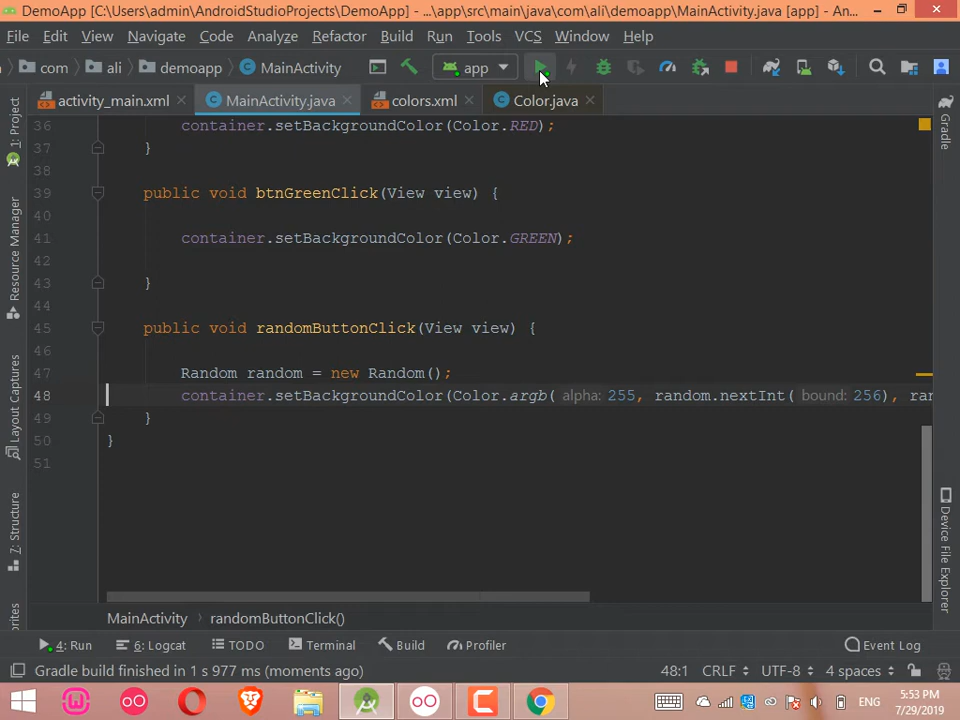 DemoApp [C:\Users\admin\AndroidStudioProjects\DemoApp] - ...\app\src\main\java\com\ali\demoapp\MainActivity.java [app] - An...
File Edit View Navigate Code Analyze Refactor Build Run Tools VCS Window Help
com ali demoapp MainActivity app
activity_main.xml MainActivity.java colors.xml Color.java
36 container.setBackgroundColor(Color.RED);
37 }
38
39 public void btnGreenClick(View view) {
40
41 container.setBackgroundColor(Color.GREEN);
42
43 }
44
45 public void randomButtonClick(View view) {
46
47 Random random = new Random();
48 container.setBackgroundColor(Color.argb( alpha: 255, random.nextInt( bound: 256), ran
49 }
50 }
51
1: Project
Resource Manager
Layout Captures
7: Structure
Gradle
Device File Explorer
MainActivity › randomButtonClick()
4: Run 6: Logcat TODO Terminal Build Profiler Event Log
Gradle build finished in 1 s 977 ms (moments ago) 48:1 CRLF UTF-8 4 spaces
ENG
5:53 PM
7/29/2019